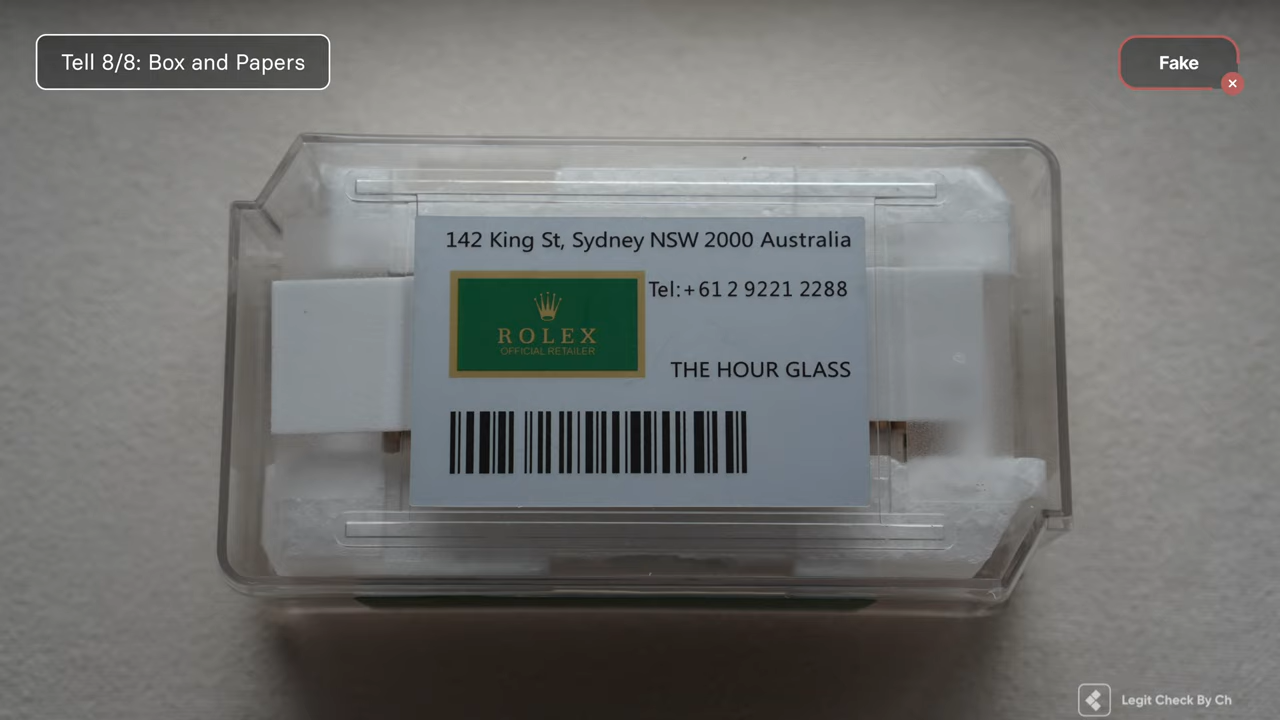 Tell 8/8: Box and Papers
Fake
142 King St, Sydney NSW 2000 Australia
Tel:+61 2 9221 2288
ROLEX
OFFICIAL RETAILER
THE HOUR GLASS
Legit Check By Ch